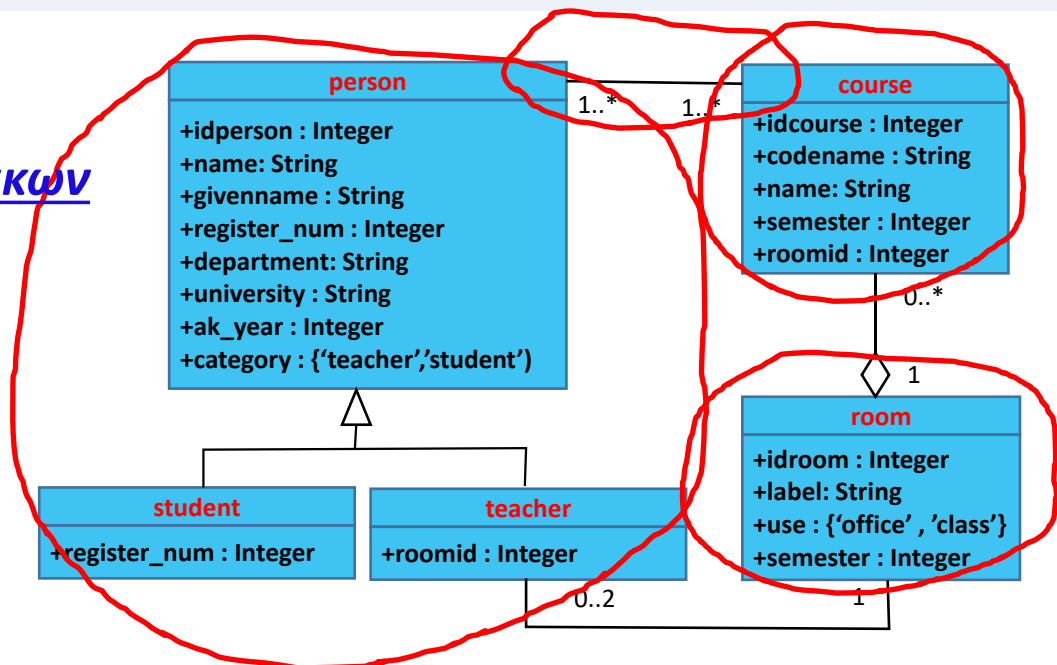 person
1..*
1..*
course
+idperson : Integer
+name: String
+givenname : String
+register_num : Integer
+department: String
+university : String
+ak_year : Integer
+category : {‘teacher’,’student’)
κων
+idcourse : Integer
+codename : String
+name: String
+semester : Integer
+roomid : Integer
0..*
1
room
+idroom : Integer
+label: String
+use : {‘office’ , ’class’}
+semester : Integer
student
+register_num : Integer
teacher
+roomid : Integer
0..2
1